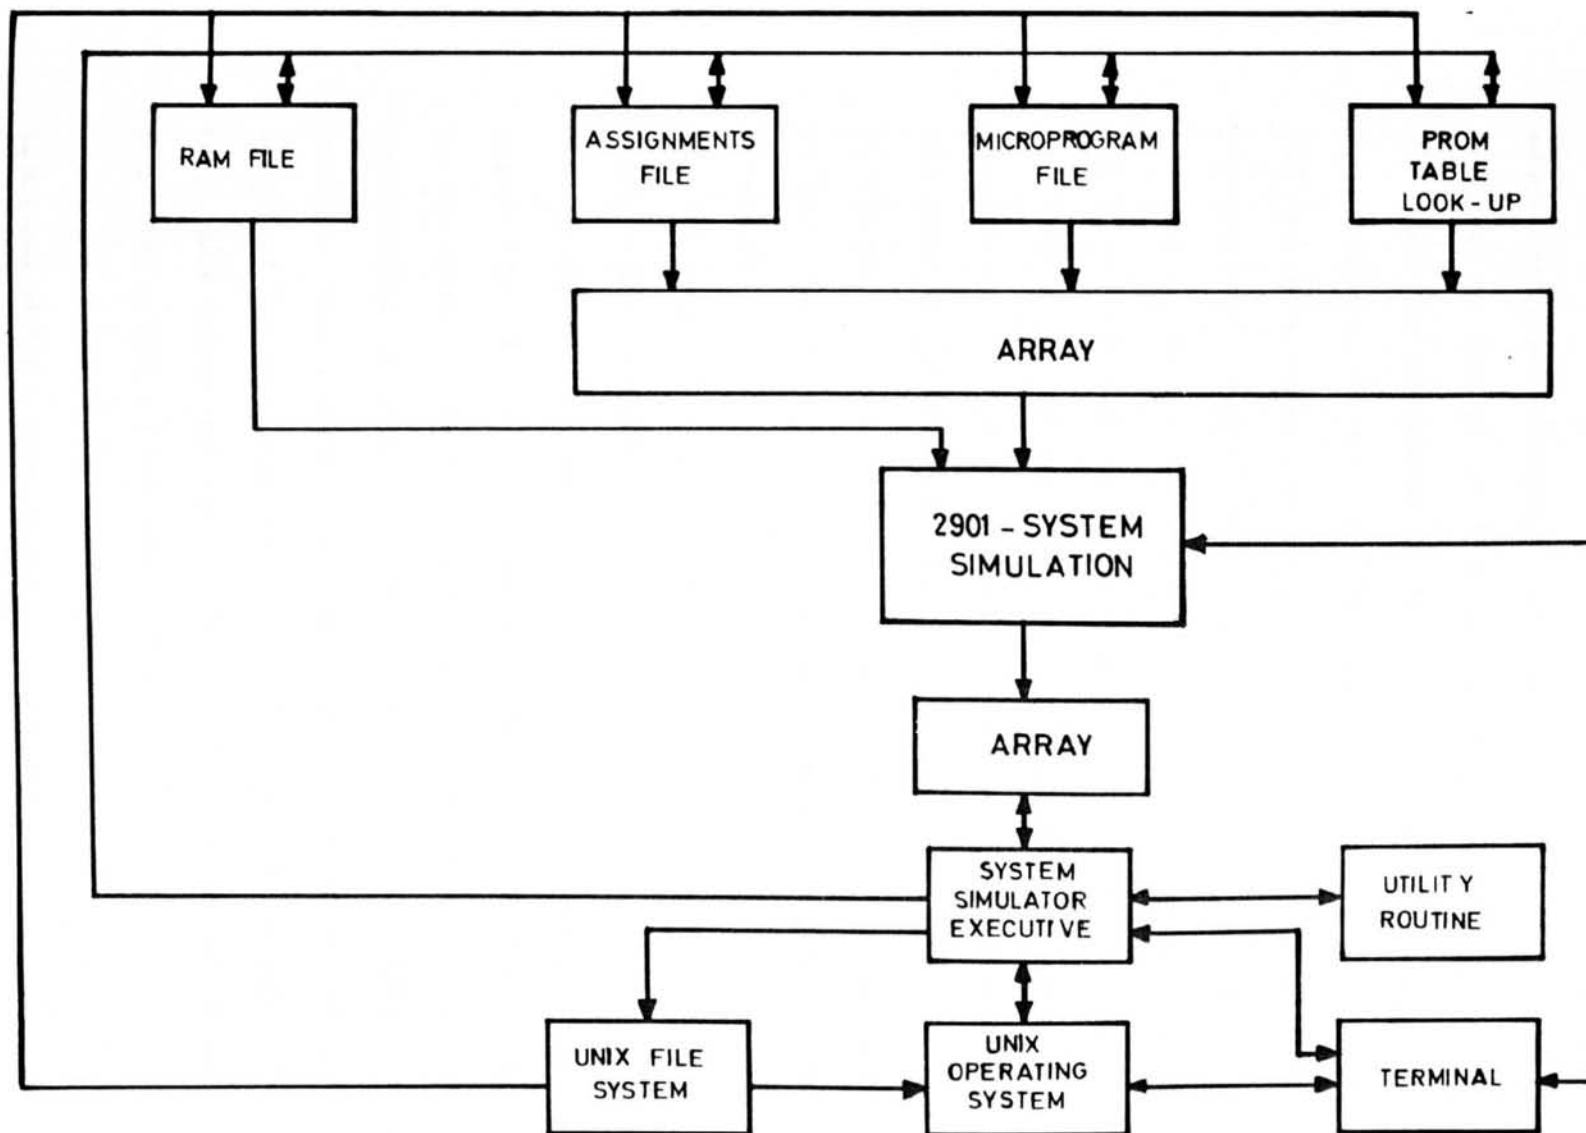 RAM FILE
ASSIGNMENTS
FILE
MICROPROGRAM
FILE
PROM
TABLE
LOOK-UP
ARRAY
2901-SYSTEM
SIMULATION
ARRAY
SYSTEM
SIMULATOR
EXECUTIVE
UTILITY
ROUTINE
UNIX FILE
SYSTEM
UNIX
OPERATING
SYSTEM
TERMINAL